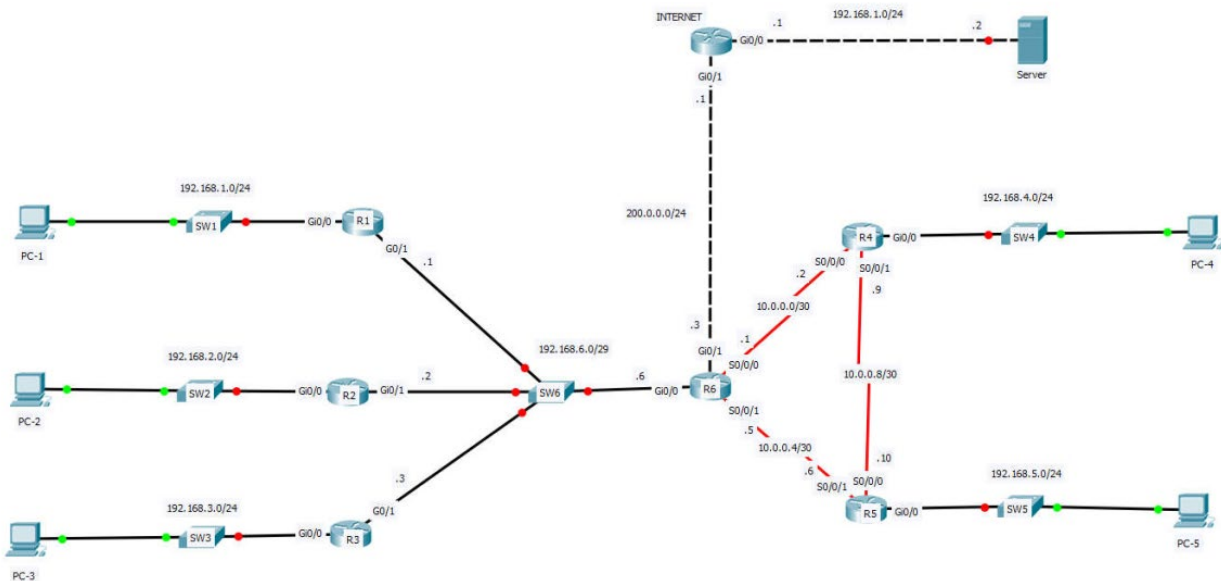 INTERNET
.1
192.168.1.0/24
Gi0/0
.2
Server
Gi0/1
.1
200.0.0.0/24
.3
Gi0/1
192.168.1.0/24
PC-1
SW1
Gi0/0
R1
G0/1
.1
192.168.2.0/24
PC-2
SW2
Gi0/0
R2
Gi0/1
.2
192.168.3.0/24
PC-3
SW3
Gi0/0
R3
G0/1
.3
192.168.6.0/29
SW6
.6
Gi0/0
R6
S0/0/0
.1
10.0.0.0/30
.2
S0/0/0
R4
Gi0/0
192.168.4.0/24
SW4
PC-4
S0/0/1
.9
10.0.0.8/30
.10
S0/0/0
S0/0/1
.5
10.0.0.4/30
.6
S0/0/1
R5
Gi0/0
192.168.5.0/24
SW5
PC-5